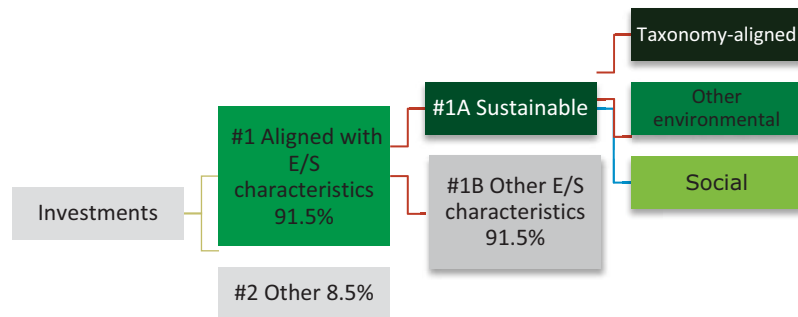 Investments
#1 Aligned with
E/S
characteristics
91.5%
#2 Other 8.5%
#1A Sustainable
#1B Other E/S
characteristics
91.5%
Taxonomy-aligned
Other
environmental
Social